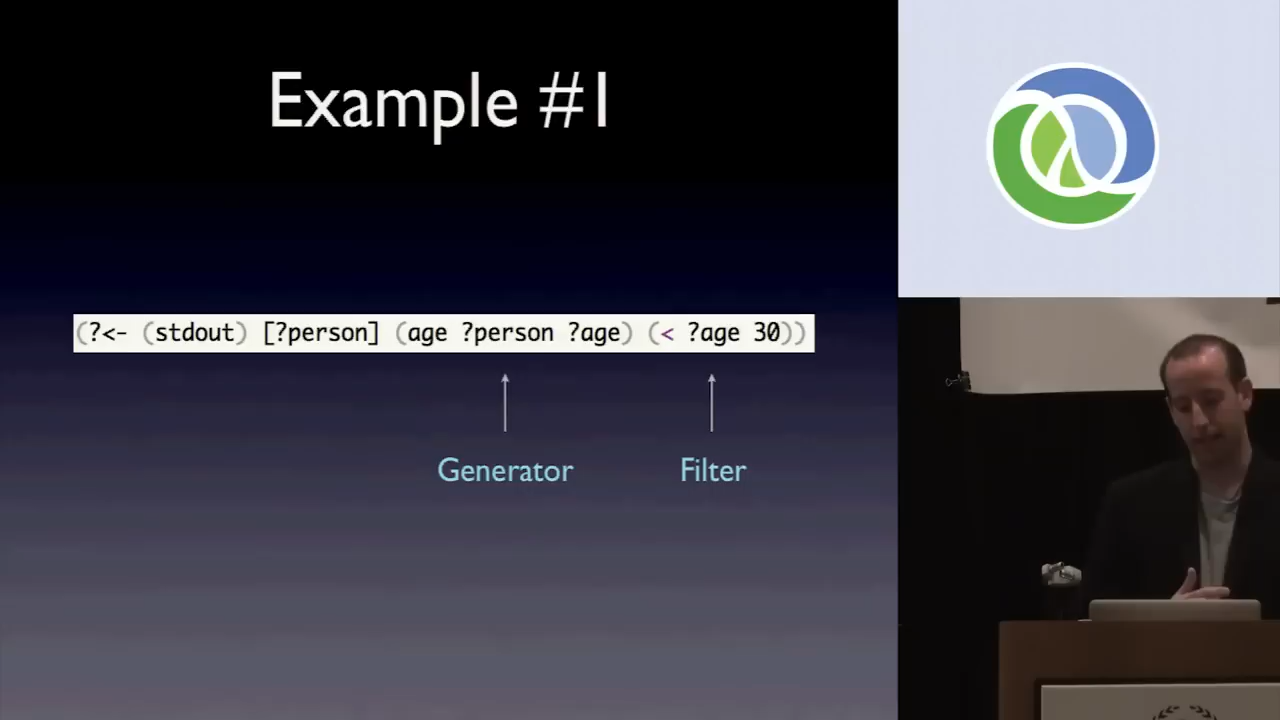 Example #1
(?<- (stdout) [?person] (age ?person ?age) (< ?age 30))
Generator
Filter